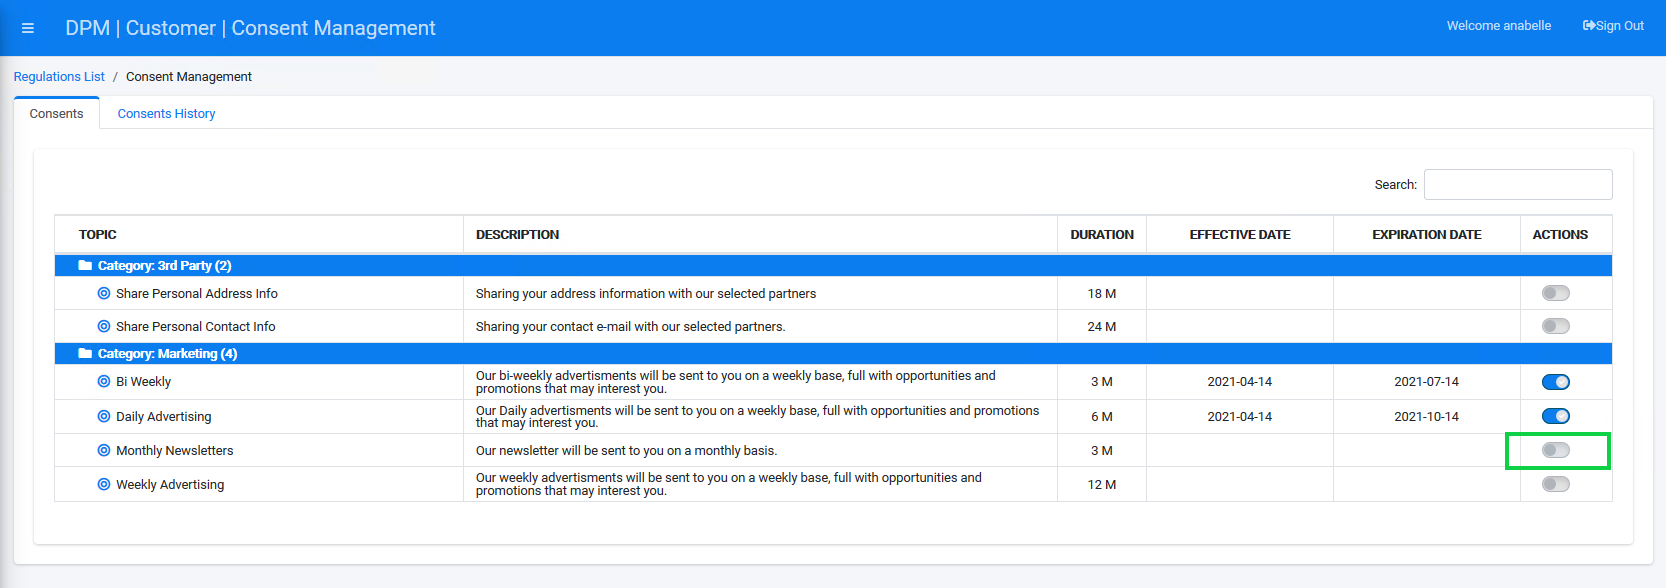 DPM | Customer | Consent Management
Welcome anabelle
Sign Out
Regulations List / Consent Management
Consents
Consents History
Search:
TOPIC DESCRIPTION DURATION EFFECTIVE DATE EXPIRATION DATE ACTIONS
Category: 3rd Party (2)
Share Personal Address Info Sharing your address information with our selected partners 18 M
Share Personal Contact Info Sharing your contact e-mail with our selected partners. 24 M
Category: Marketing (4)
Bi Weekly Our bi-weekly advertisments will be sent to you on a weekly base, full with opportunities and
promotions that may interest you. 3 M 2021-04-14 2021-07-14
Daily Advertising Our Daily advertisments will be sent to you on a weekly base, full with opportunities and promotions
that may interest you. 6 M 2021-04-14 2021-10-14
Monthly Newsletters Our newsletter will be sent to you on a monthly basis. 3 M
Weekly Advertising Our weekly advertisments will be sent to you on a weekly base, full with opportunities and
promotions that may interest you. 12 M